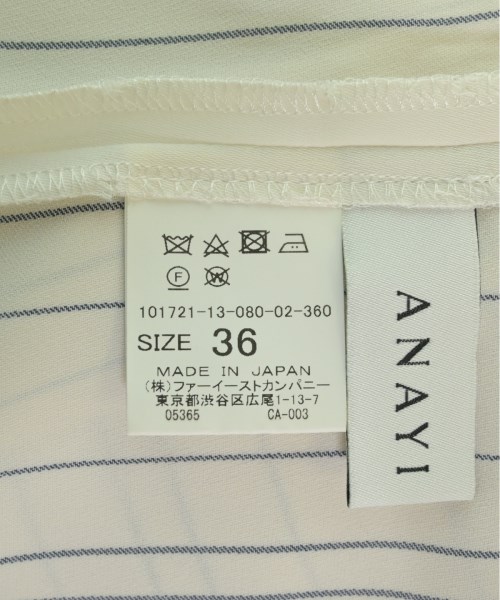 101721-13-080-02-360
SIZE 36
MADE IN JAPAN
(株)ファーイーストカンパニー
東京都渋谷区広尾1-13-7
05365 CA-003
ANAYI